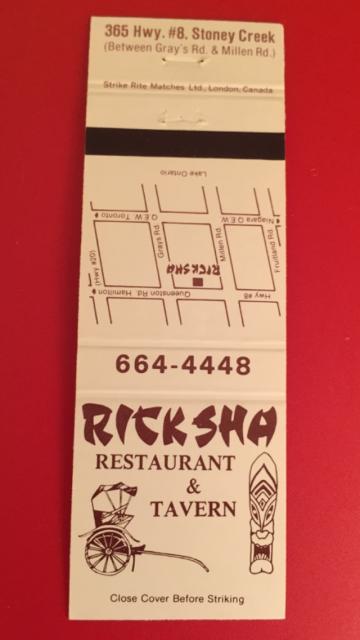 365 Hwy. #8, Stoney Creek
(Between Gray's Rd. & Millen Rd.)
Strike Rite Matches Ltd., London, Canada
Lake Ontario
Niagara Q.E.W. Q.E.W. Toronto
Fruitland Rd.
Millen Rd.
Grays Rd.
(Hwy #20)
RICKSHA
Hwy #8 Queenston Rd. Hamilton
664-4448
RICKSHA
RESTAURANT
&
TAVERN
Close Cover Before Striking